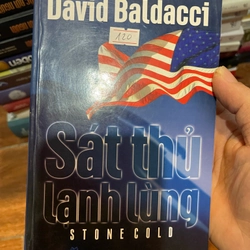 David Baldacci
120
Sát thủ
lạnh lùng
STONE COLD